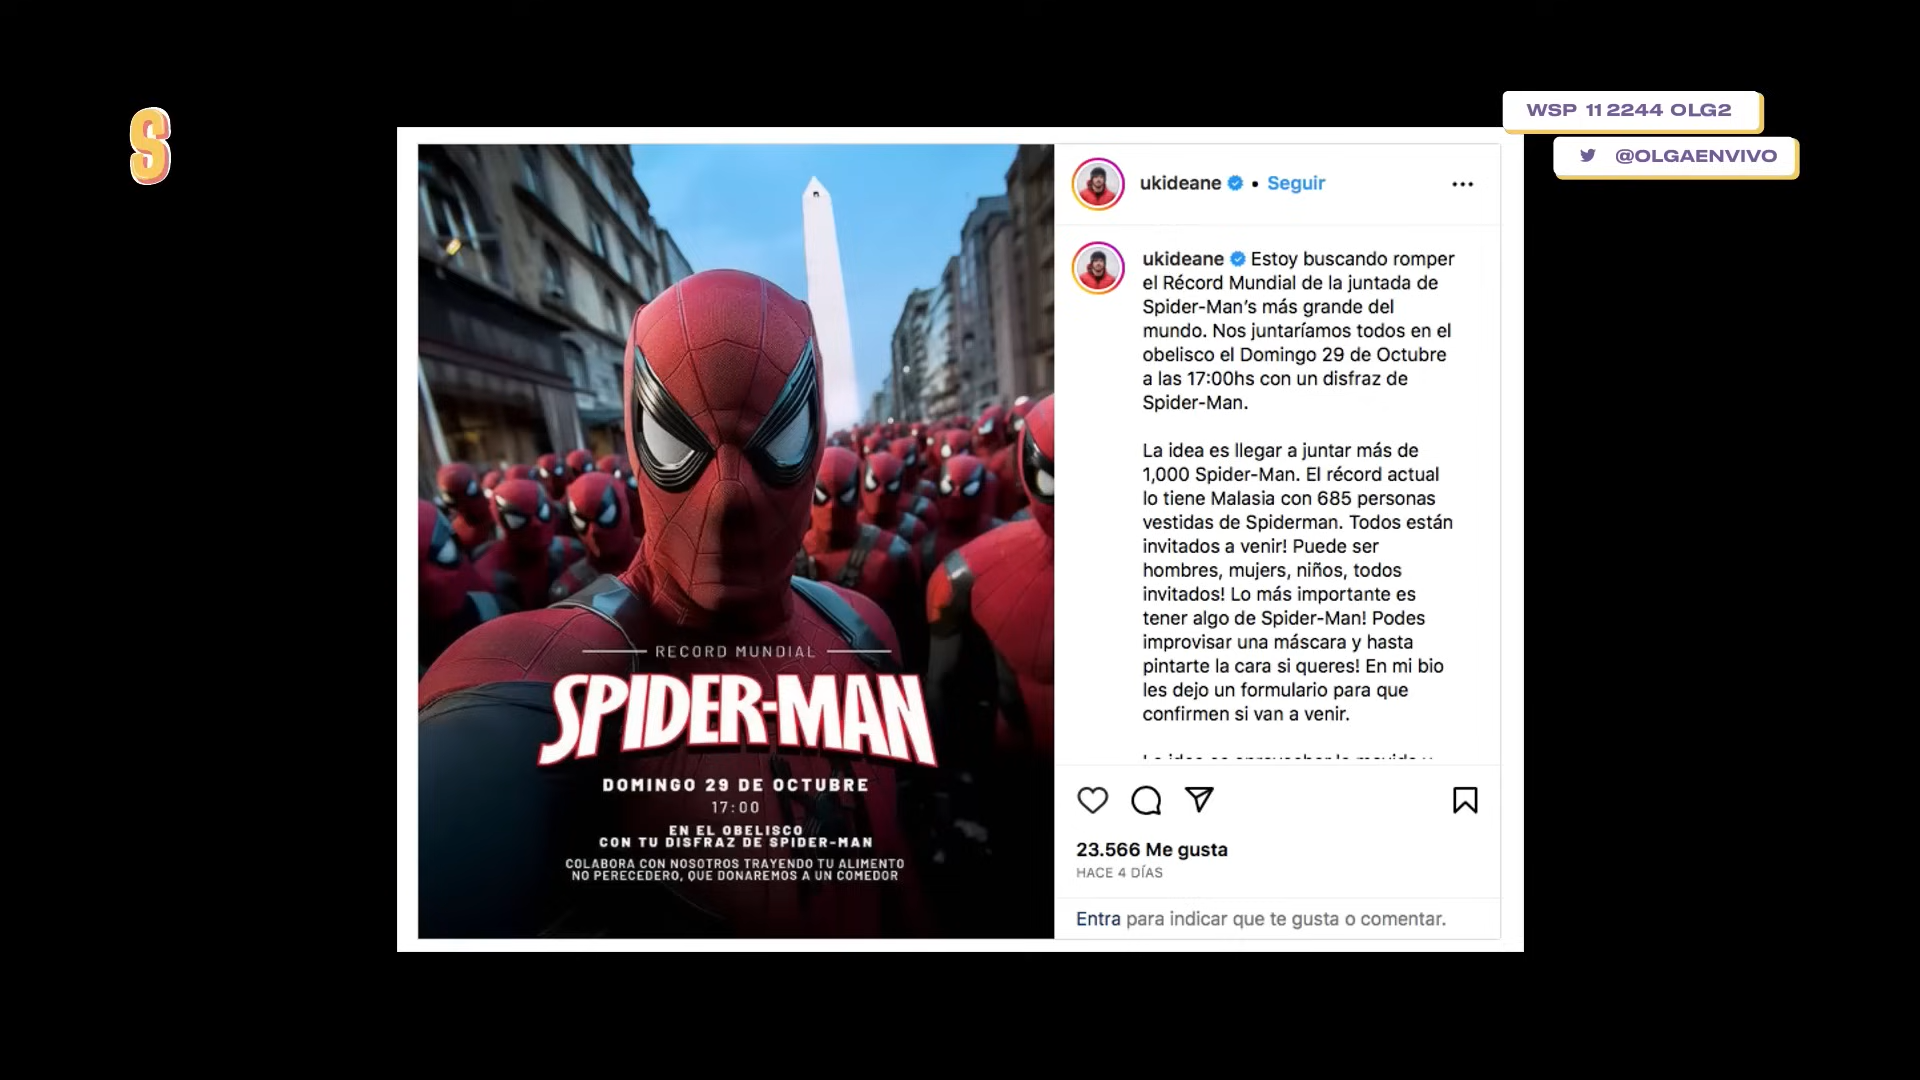 S
WSP 11 2244 OLG2
@OLGAENVIVO
RECORD MUNDIAL
SPIDER-MAN
DOMINGO 29 DE OCTUBRE
17:00
EN EL OBELISCO
CON TU DISFRAZ DE SPIDER-MAN
COLABORA CON NOSOTROS TRAYENDO TU ALIMENTO
NO PERECEDERO, QUE DONAREMOS A UN COMEDOR
ukideane • Seguir
ukideane Estoy buscando romper
el Récord Mundial de la juntada de
Spider-Man’s más grande del
mundo. Nos juntaríamos todos en el
obelisco el Domingo 29 de Octubre
a las 17:00hs con un disfraz de
Spider-Man.
La idea es llegar a juntar más de
1,000 Spider-Man. El récord actual
lo tiene Malasia con 685 personas
vestidas de Spiderman. Todos están
invitados a venir! Puede ser
hombres, mujeres, niños, todos
invitados! Lo más importante es
tener algo de Spider-Man! Podes
improvisar una máscara y hasta
pintarte la cara si queres! En mi bio
les dejo un formulario para que
confirmen si van a venir.
23.566 Me gusta
HACE 4 DÍAS
Entra para indicar que te gusta o comentar.